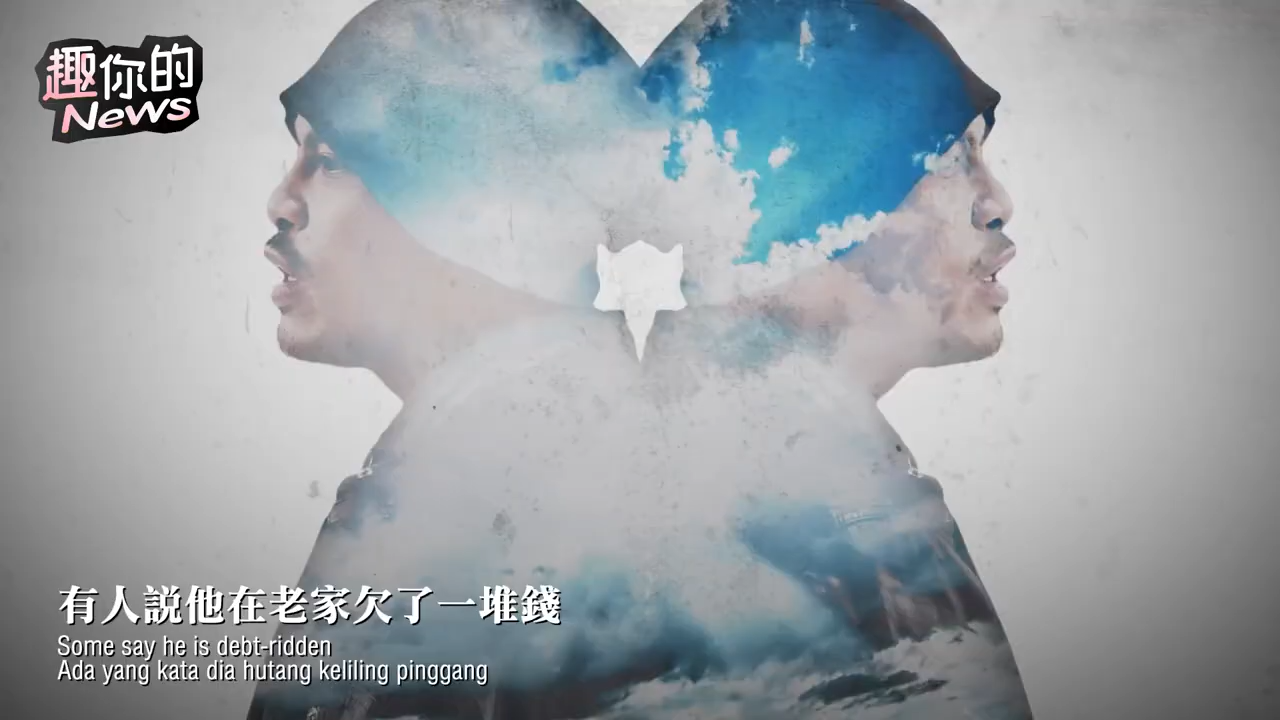 趣你的
News
有人説他在老家欠了一堆錢
Some say he is debt-ridden
Ada yang kata dia hutang keliling pinggang